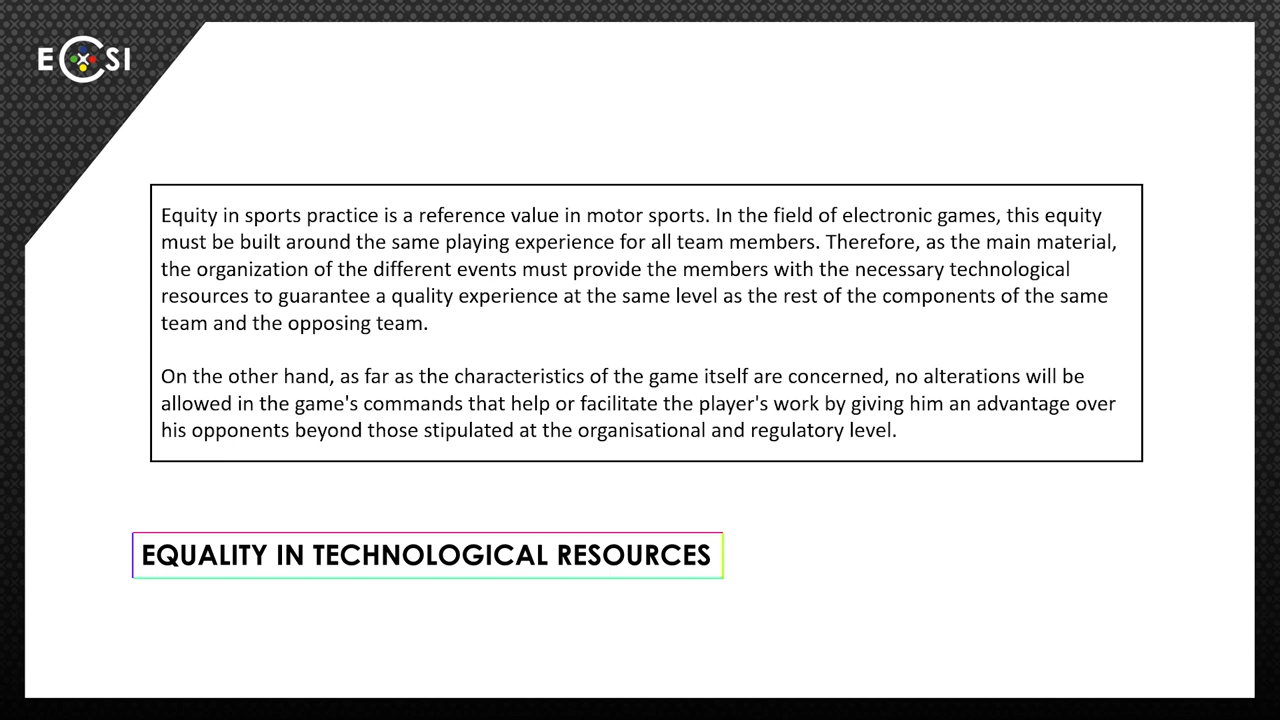 ECSI
Equity in sports practice is a reference value in motor sports. In the field of electronic games, this equity
must be built around the same playing experience for all team members. Therefore, as the main material,
the organization of the different events must provide the members with the necessary technological
resources to guarantee a quality experience at the same level as the rest of the components of the same
team and the opposing team.
On the other hand, as far as the characteristics of the game itself are concerned, no alterations will be
allowed in the game's commands that help or facilitate the player's work by giving him an advantage over
his opponents beyond those stipulated at the organisational and regulatory level.
EQUALITY IN TECHNOLOGICAL RESOURCES